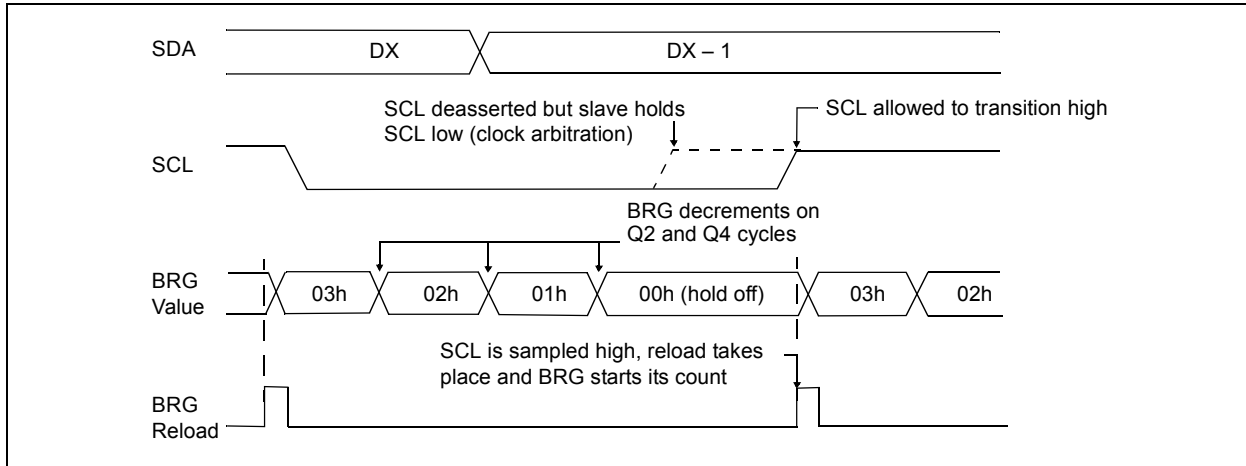 SDA
DX
DX – 1
SCL deasserted but slave holds
SCL low (clock arbitration)
SCL allowed to transition high
SCL
BRG decrements on
Q2 and Q4 cycles
BRG
Value
03h
02h
01h
00h (hold off)
03h
02h
SCL is sampled high, reload takes
place and BRG starts its count
BRG
Reload